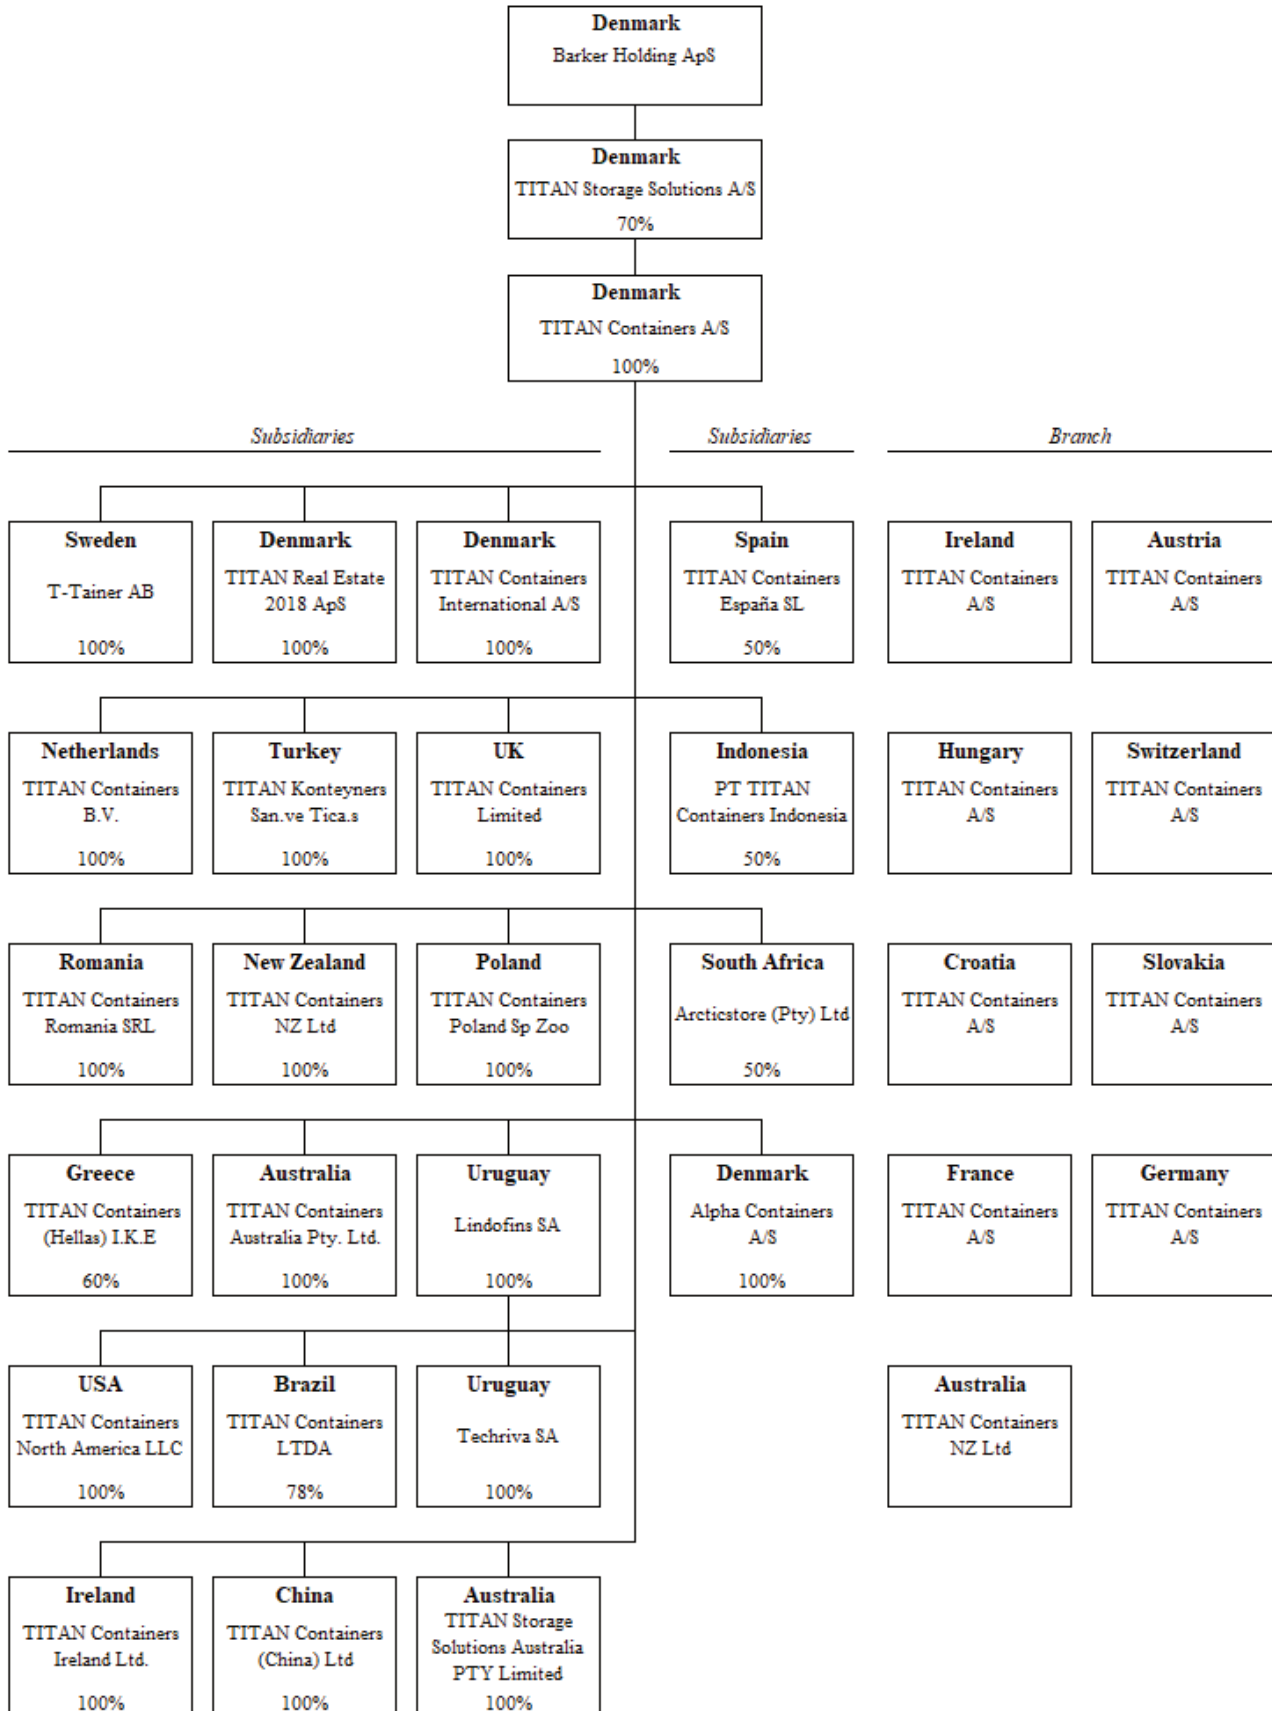 Denmark
Barker Holding ApS
Denmark
TITAN Storage Solutions A/S
70%
Denmark
TITAN Containers A/S
100%
Subsidiaries
Subsidiaries
Branch
Sweden
T-Tainer AB
100%
Denmark
TITAN Real Estate
2018 ApS
100%
Denmark
TITAN Containers
International A/S
100%
Spain
TITAN Containers
España SL
50%
Ireland
TITAN Containers
A/S
Austria
TITAN Containers
A/S
Netherlands
TITAN Containers
B.V.
100%
Turkey
TITAN Konteyners
San.ve Tica.s
100%
UK
TITAN Containers
Limited
100%
Indonesia
PT TITAN
Containers Indonesia
50%
Hungary
TITAN Containers
A/S
Switzerland
TITAN Containers
A/S
Romania
TITAN Containers
Romania SRL
100%
New Zealand
TITAN Containers
NZ Ltd
100%
Poland
TITAN Containers
Poland Sp Zoo
100%
South Africa
Arcticstore (Pty) Ltd
50%
Croatia
TITAN Containers
A/S
Slovakia
TITAN Containers
A/S
Greece
TITAN Containers
(Hellas) I.K.E
60%
Australia
TITAN Containers
Australia Pty. Ltd.
100%
Uruguay
Lindofins SA
100%
Denmark
Alpha Containers
A/S
100%
France
TITAN Containers
A/S
Germany
TITAN Containers
A/S
USA
TITAN Containers
North America LLC
100%
Brazil
TITAN Containers
LTDA
78%
Uruguay
Techriva SA
100%
Australia
TITAN Containers
NZ Ltd
Ireland
TITAN Containers
Ireland Ltd.
100%
China
TITAN Containers
(China) Ltd
100%
Australia
TITAN Storage
Solutions Australia
PTY Limited
100%